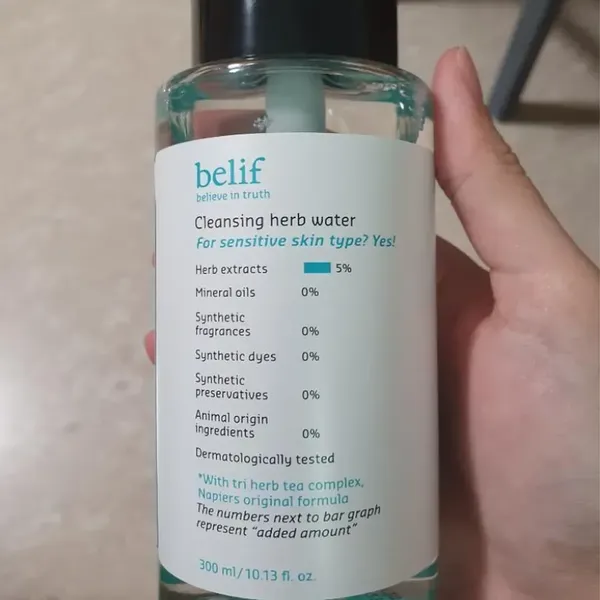 belif
believe in truth
Cleansing herb water
For sensitive skin type? Yes!
Herb extracts 5%
Mineral oils 0%
Synthetic
fragrances 0%
Synthetic dyes 0%
Synthetic
preservatives 0%
Animal origin
ingredients 0%
Dermatologically tested
*With tri herb tea complex,
Napiers original formula
The numbers next to bar graph
represent "added amount"
300 ml/10.13 fl. oz.